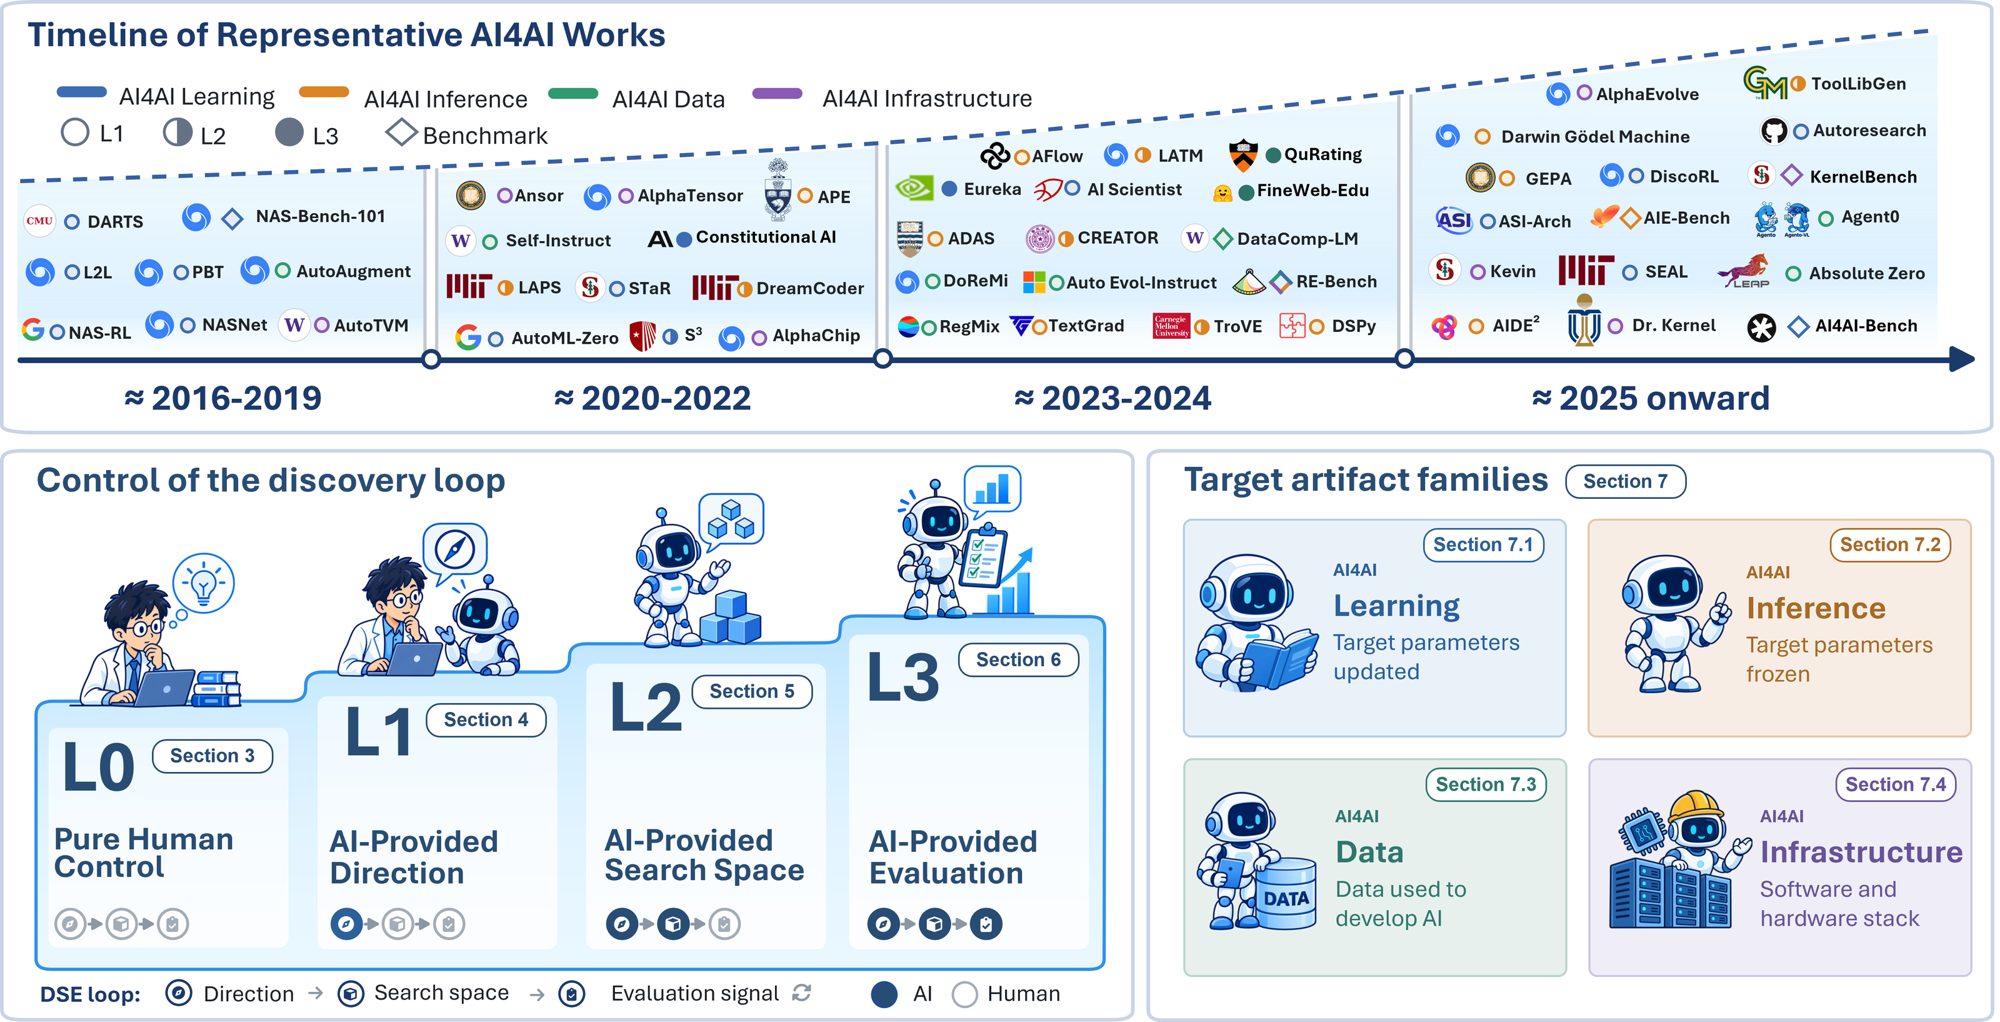 Timeline of Representative AI4AI Works
AI4AI Learning AI4AI Inference AI4AI Data AI4AI Infrastructure
L1 L2 L3 Benchmark
CMU DARTS NAS-Bench-101
L2L PBT AutoAugment
NAS-RL NASNet W AutoTVM
≈ 2016-2019
Ansor AlphaTensor APE
W Self-Instruct Constitutional AI
MIT LAPS STaR MIT DreamCoder
AutoML-Zero S³ AlphaChip
≈ 2020-2022
AFlow LATM QuRating
Eureka AI Scientist FineWeb-Edu
ADAS CREATOR W DataComp-LM
DoReMi Auto Evol-Instruct RE-Bench
RegMix TextGrad Carnegie Mellon University TroVE DSPy
≈ 2023-2024
AlphaEvolve GM ToolLibGen
Darwin Gödel Machine Autoresearch
GEPA DiscoRL KernelBench
ASI ASI-Arch AIE-Bench Agent0
Kevin MIT SEAL LEAP Absolute Zero
AIDE² Dr. Kernel AI4AI-Bench
≈ 2025 onward
Control of the discovery loop
L0 Section 3
Pure Human
Control
L1 Section 4
AI-Provided
Direction
L2 Section 5
AI-Provided
Search Space
L3 Section 6
AI-Provided
Evaluation
DSE loop: Direction → Search space → Evaluation signal AI Human
Target artifact families Section 7
Section 7.1
AI4AI
Learning
Target parameters
updated
Section 7.2
AI4AI
Inference
Target parameters
frozen
Section 7.3
AI4AI
Data
Data used to
develop AI
DATA
Section 7.4
AI4AI
Infrastructure
Software and
hardware stack